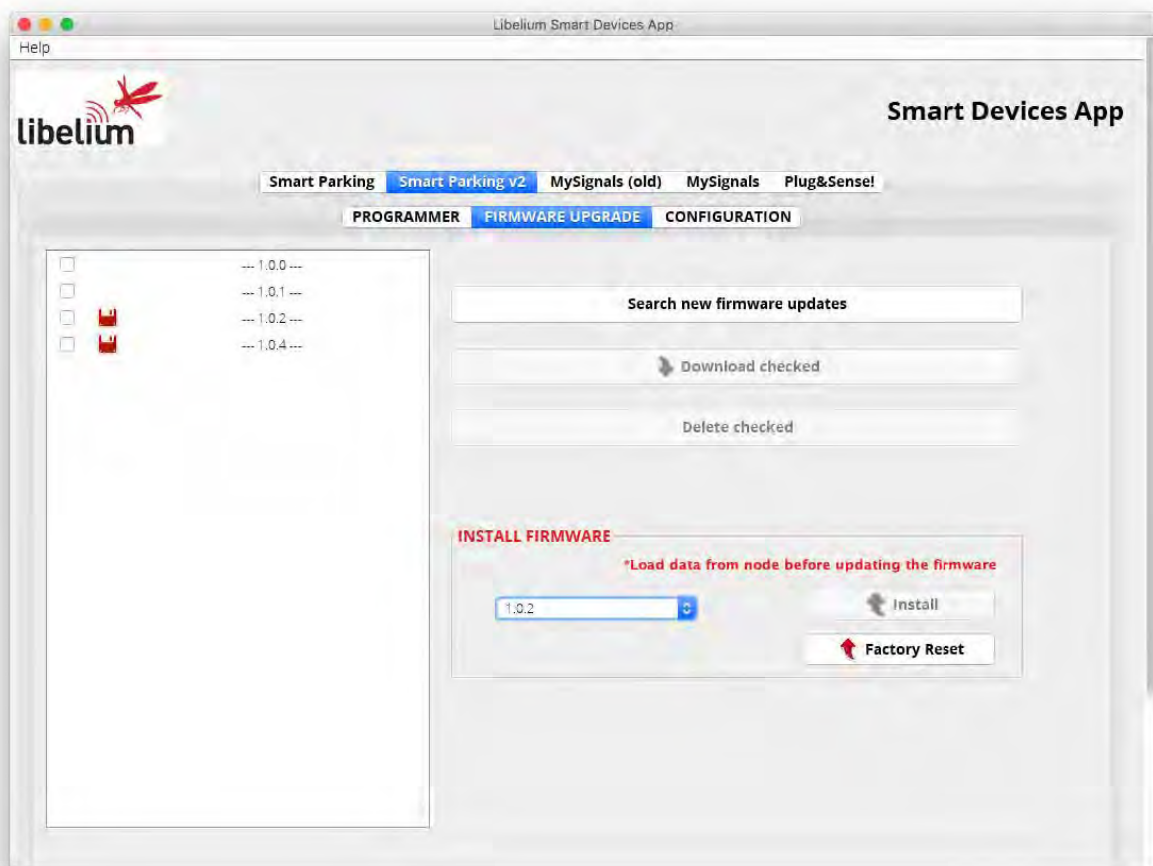 Libelium Smart Devices App
Help
libelium
Smart Devices App
Smart Parking Smart Parking v2 MySignals (old) MySignals Plug&Sense!
PROGRAMMER FIRMWARE UPGRADE CONFIGURATION
--- 1.0.0 ---
--- 1.0.1 ---
--- 1.0.2 ---
--- 1.0.4 ---
Search new firmware updates
Download checked
Delete checked
INSTALL FIRMWARE
*Load data from node before updating the firmware
1.0.2
Install
Factory Reset